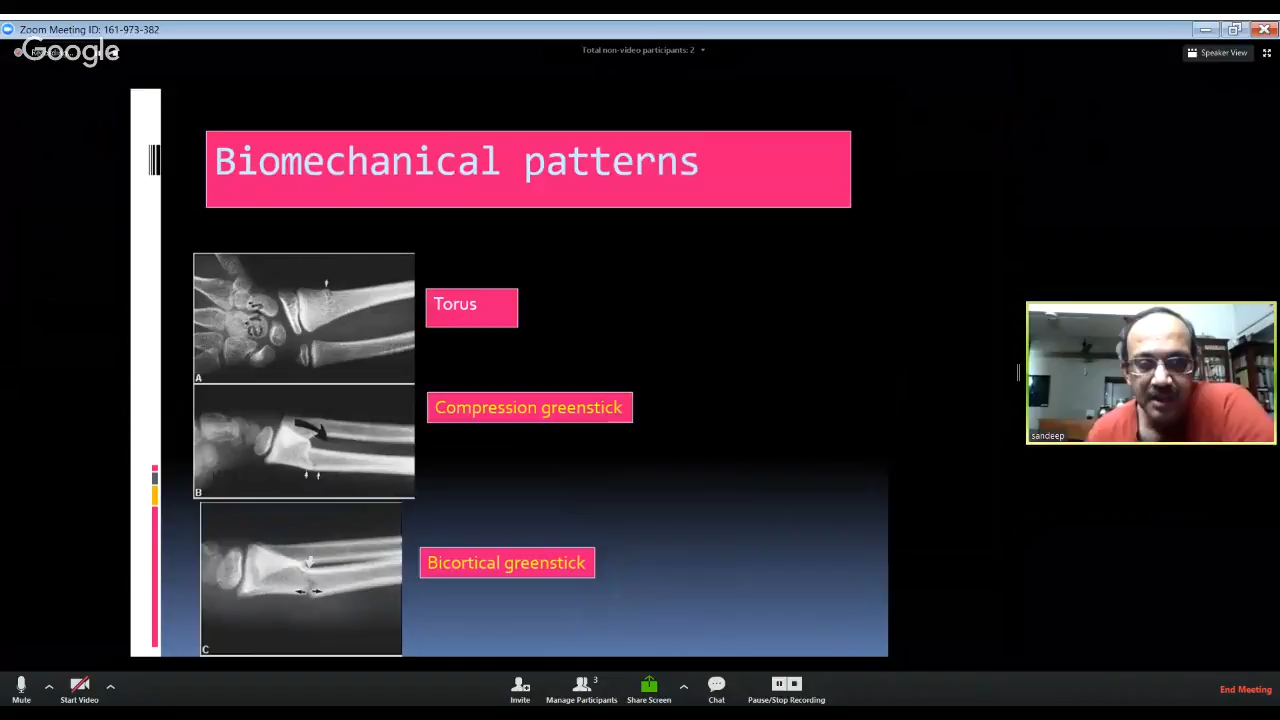 Zoom Meeting ID: 161-973-382
Google
Total non-video participants: 2
Speaker View
Biomechanical patterns
A
Torus
B
Compression greenstick
C
Bicortical greenstick
sandeep
Mute
Start Video
Invite
3
Manage Participants
Share Screen
Chat
Pause/Stop Recording
End Meeting